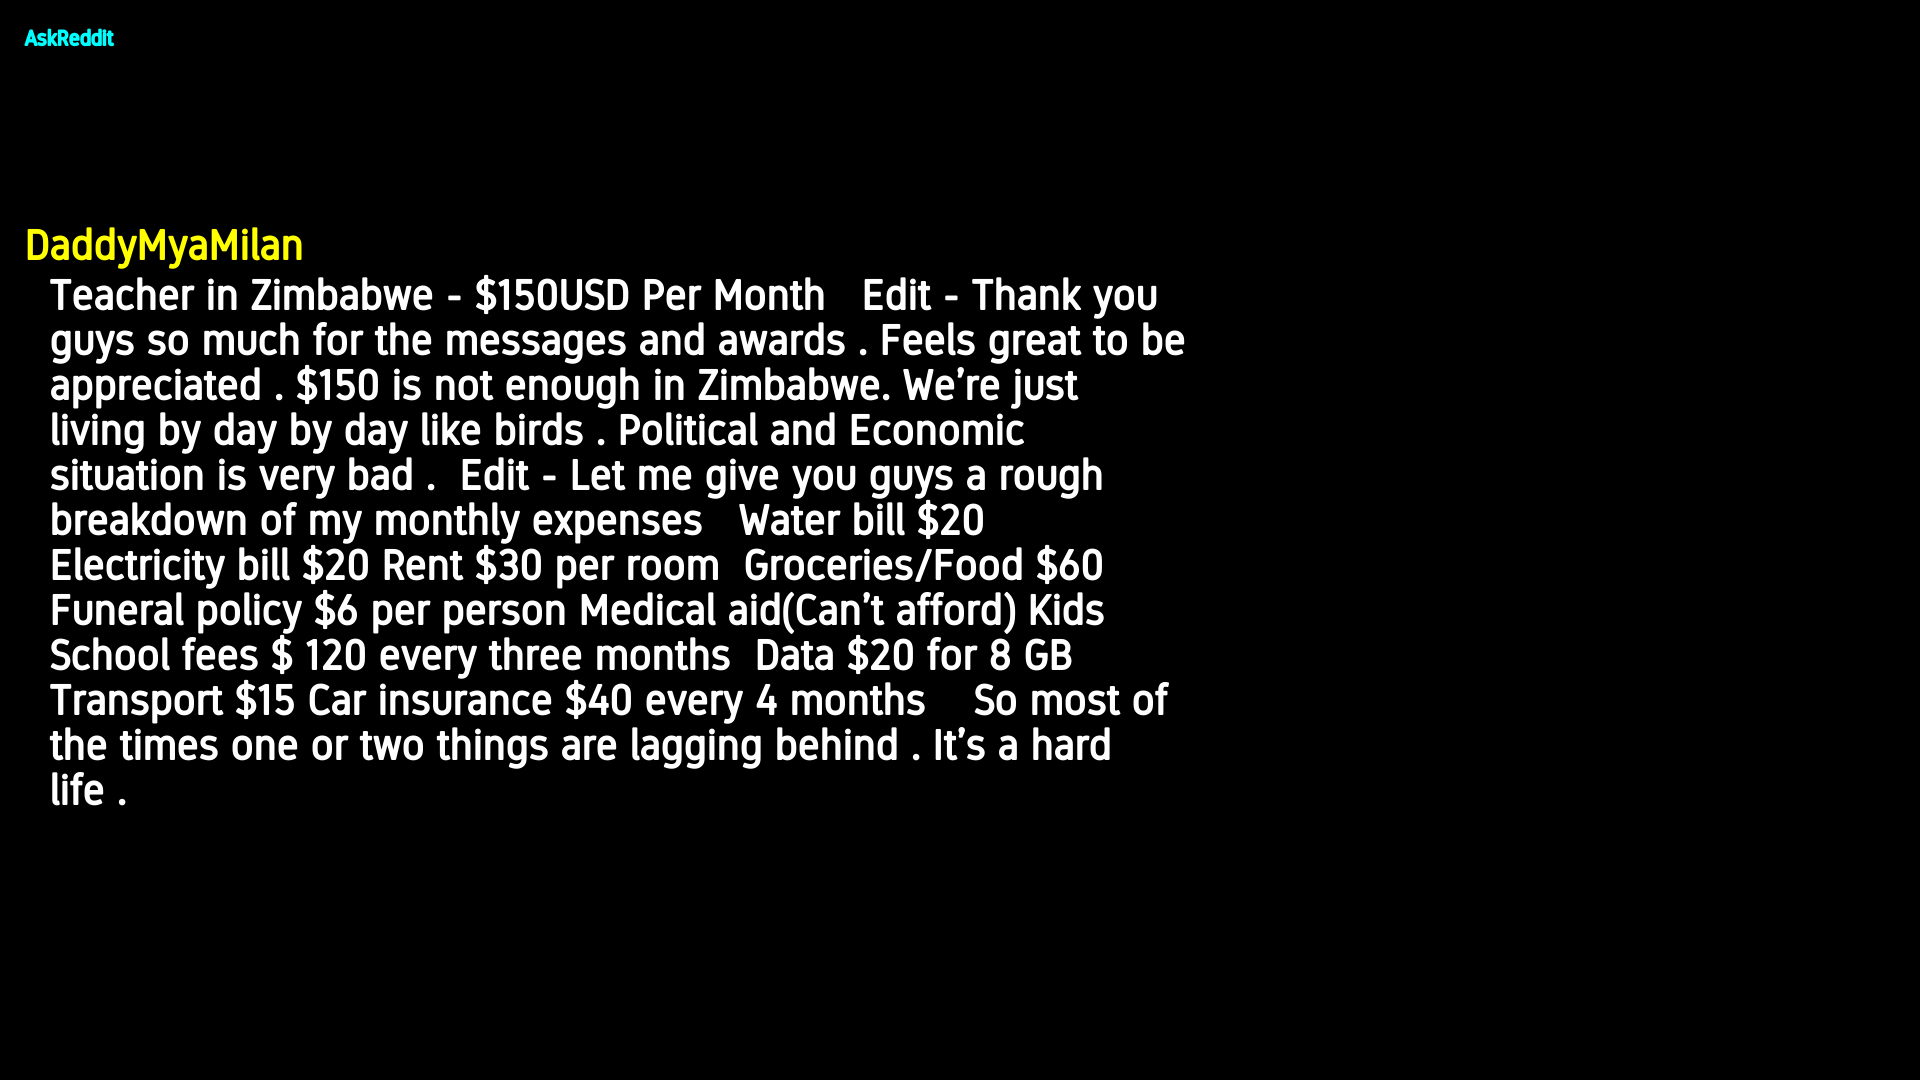 AskReddit
DaddyMyaMilan
Teacher in Zimbabwe - $150USD Per Month   Edit - Thank you
guys so much for the messages and awards . Feels great to be
appreciated . $150 is not enough in Zimbabwe. We’re just
living by day by day like birds . Political and Economic
situation is very bad .  Edit - Let me give you guys a rough
breakdown of my monthly expenses   Water bill $20
Electricity bill $20 Rent $30 per room  Groceries/Food $60
Funeral policy $6 per person Medical aid(Can’t afford) Kids
School fees $ 120 every three months  Data $20 for 8 GB
Transport $15 Car insurance $40 every 4 months    So most of
the times one or two things are lagging behind . It’s a hard
life .